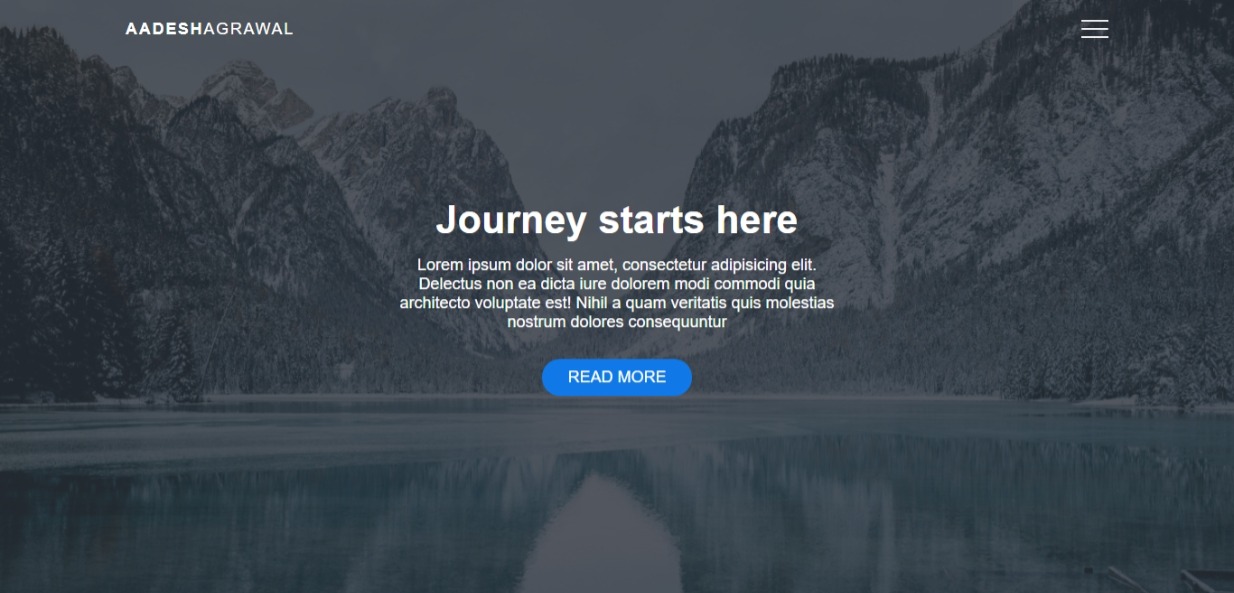 AADESHAGRAWAL
Journey starts here
Lorem ipsum dolor sit amet, consectetur adipisicing elit.
Delectus non ea dicta iure dolorem modi commodi quia
architecto voluptate est! Nihil a quam veritatis quis molestias
nostrum dolores consequuntur
READ MORE